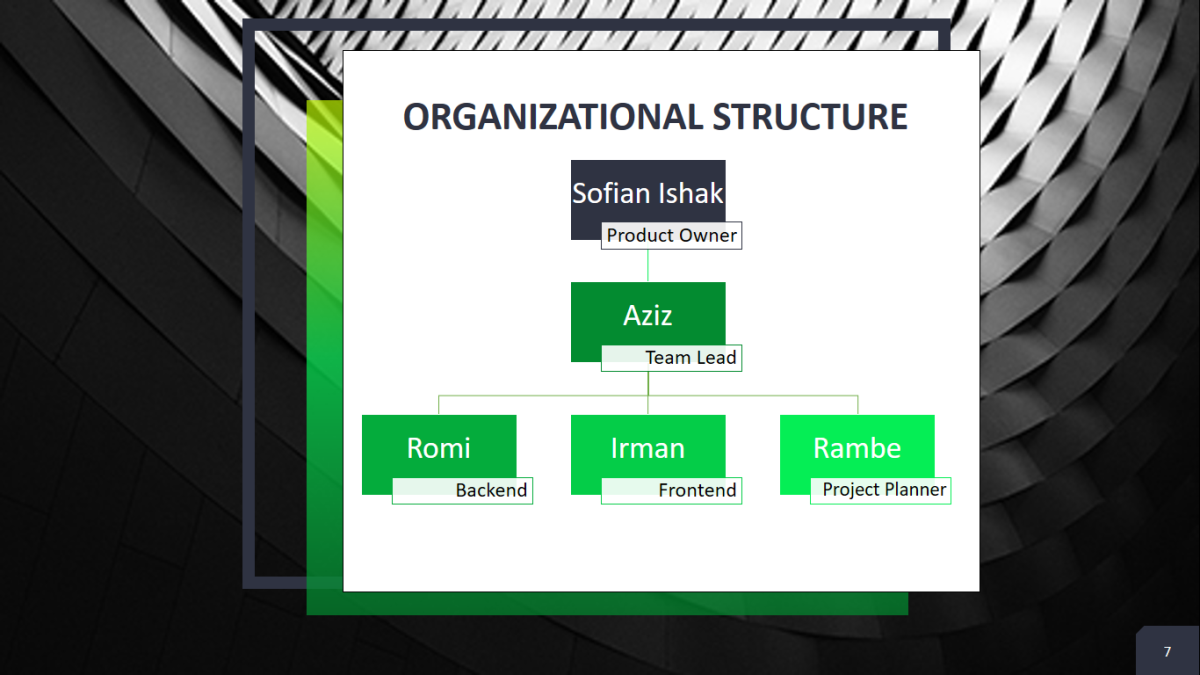 ORGANIZATIONAL STRUCTURE
Sofian Ishak
Product Owner
Aziz
Team Lead
Romi
Backend
Irman
Frontend
Rambe
Project Planner
7